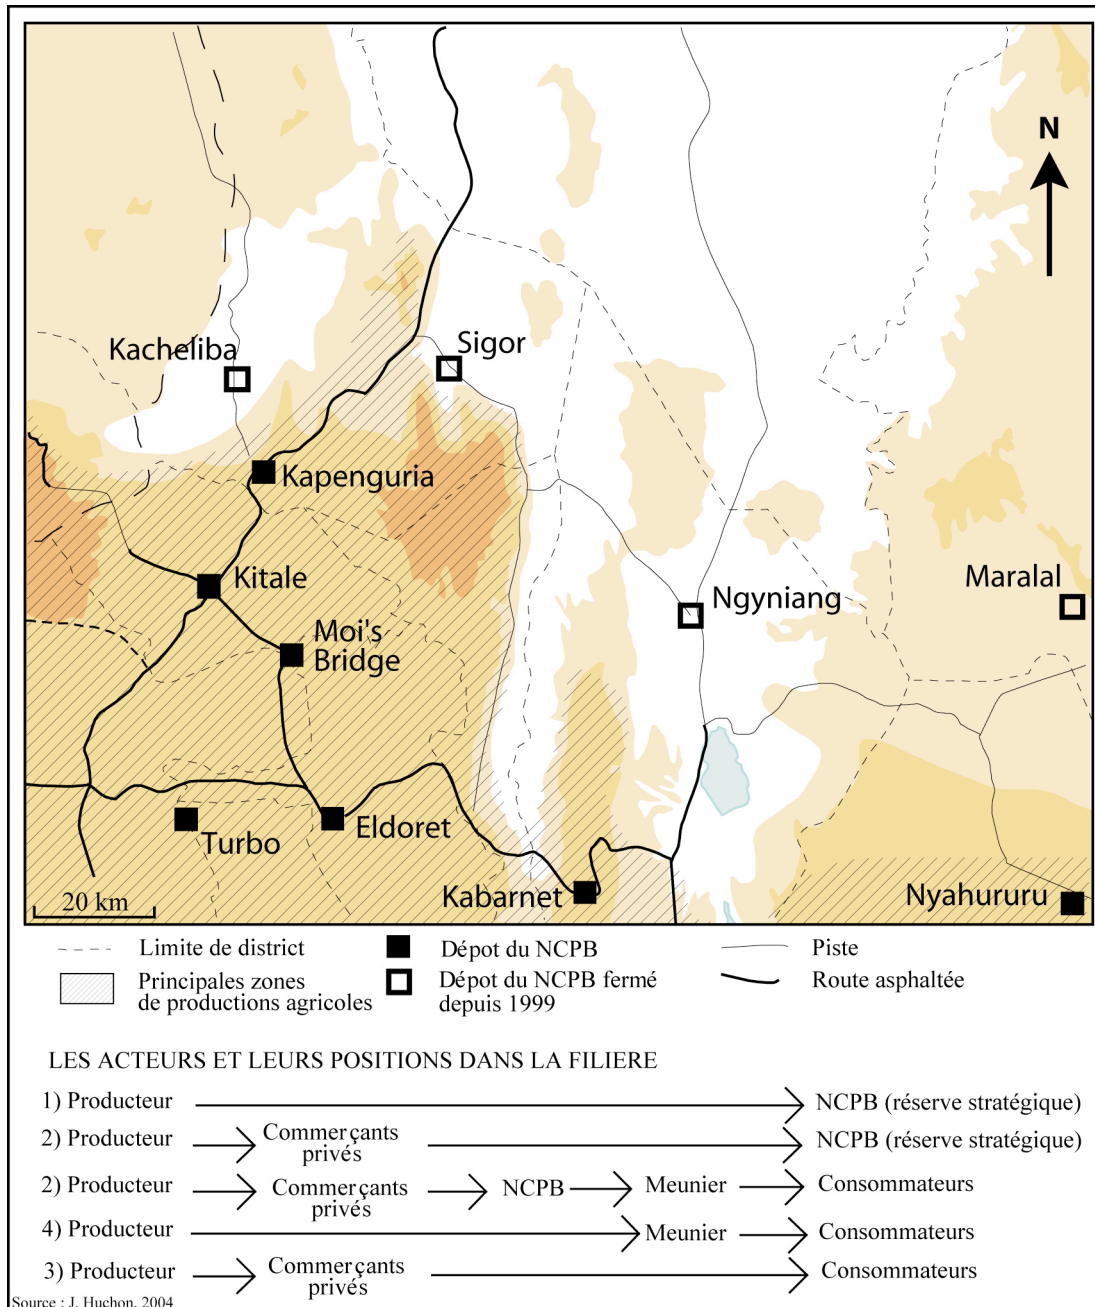 N
Kacheliba
Sigor
Kapenguria
Kitale
Moi's
Bridge
Ngyniang
Maralal
Turbo
Eldoret
Kabarnet
Nyahururu
20 km
Limite de district
Principales zones
de productions agricoles
Dépot du NCPB
Dépot du NCPB fermé
depuis 1999
Piste
Route asphaltée
LES ACTEURS ET LEURS POSITIONS DANS LA FILIERE
1) Producteur NCPB (réserve stratégique)
2) Producteur Commerçants privés NCPB (réserve stratégique)
2) Producteur Commerçants privés NCPB Meunier Consommateurs
4) Producteur Meunier Consommateurs
3) Producteur Commerçants privés Consommateurs
Source : J. Huchon, 2004